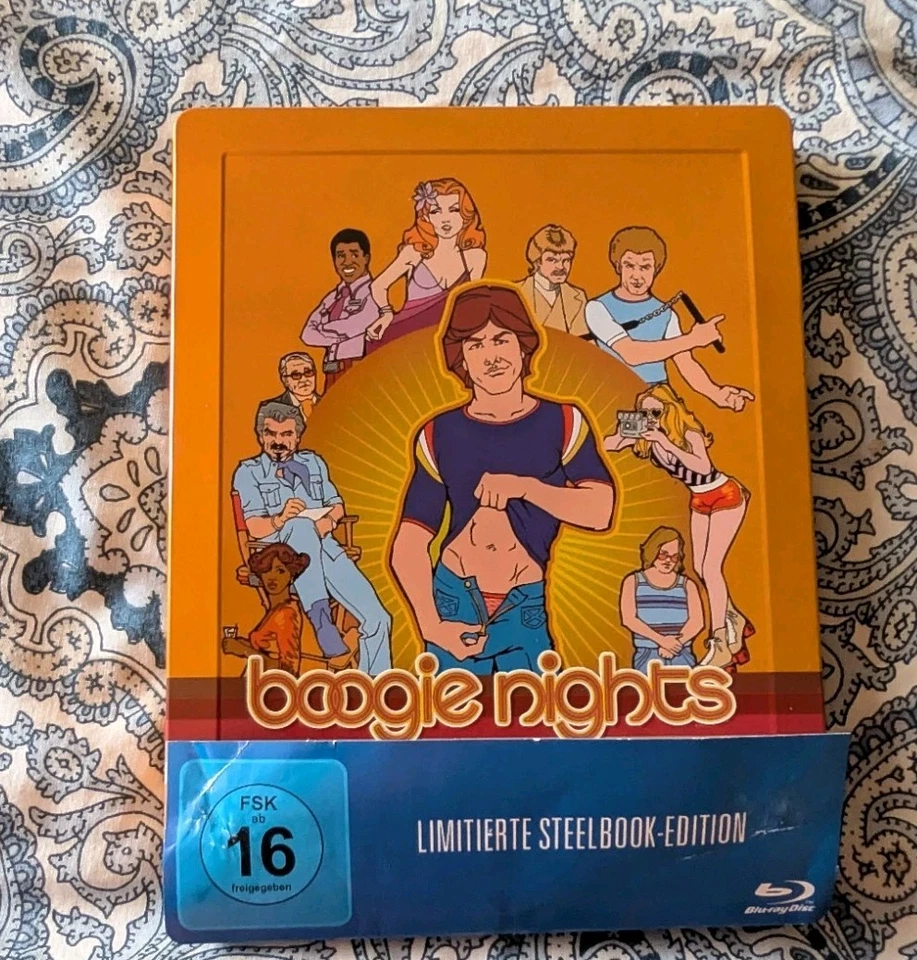 boogie nights
FSK
ab
16
freigegeben
LIMITIERTE STEELBOOK-EDITION
Blu-ray Disc